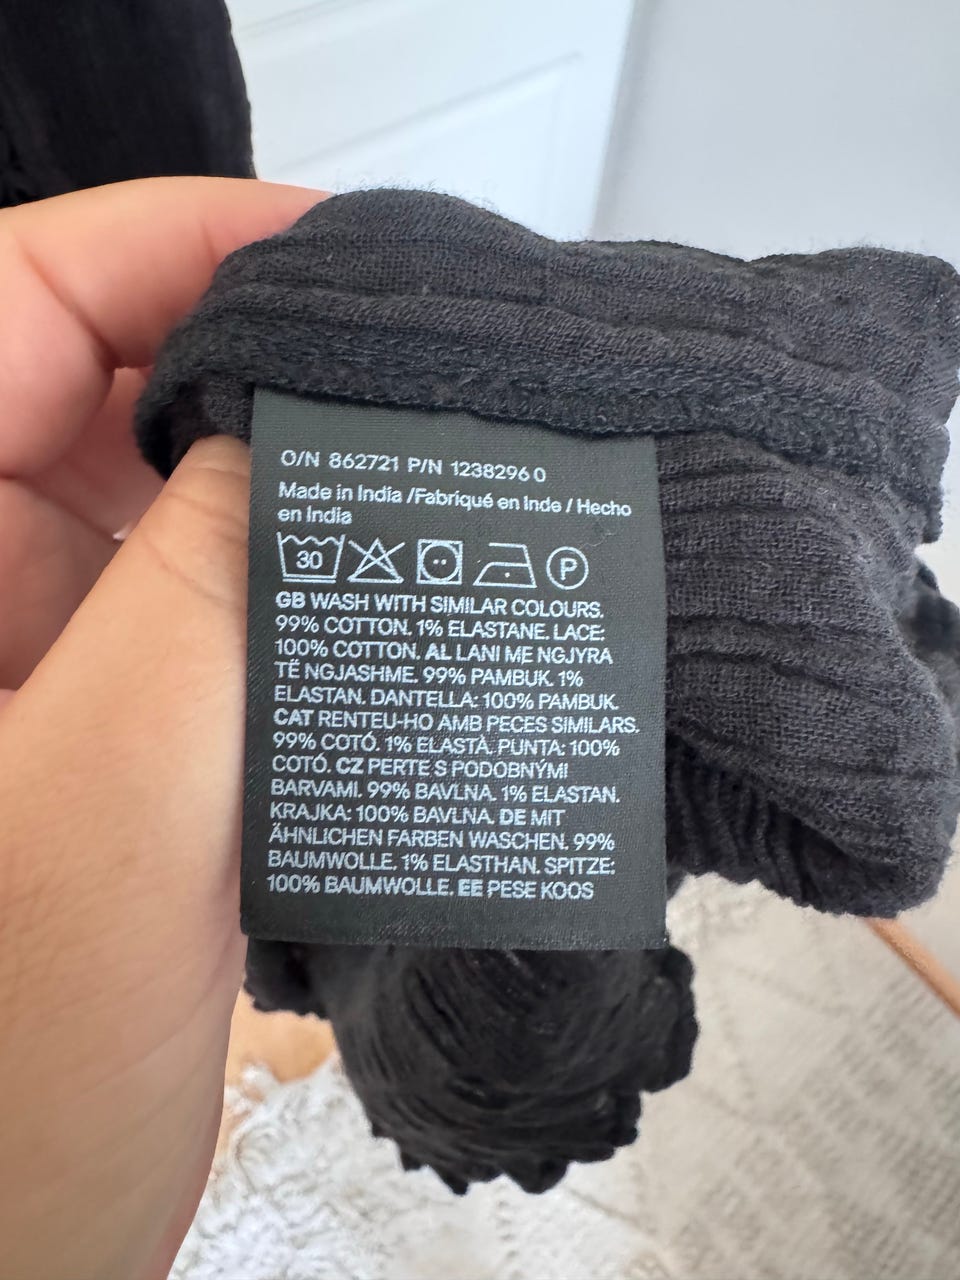 O/N 862721 P/N 1238296 0
Made in India /Fabriqué en Inde / Hecho
en India
30 P
GB WASH WITH SIMILAR COLOURS.
99% COTTON. 1% ELASTANE. LACE:
100% COTTON. AL LANI ME NGJYRA
TË NGJASHME. 99% PAMBUK. 1%
ELASTAN. DANTELLA: 100% PAMBUK.
CAT RENTEU-HO AMB PECES SIMILARS.
99% COTÓ. 1% ELASTÀ. PUNTA: 100%
COTÓ. CZ PERTE S PODOBNÝMI
BARVAMI. 99% BAVLNA. 1% ELASTAN.
KRAJKA: 100% BAVLNA. DE MIT
ÄHNLICHEN FARBEN WASCHEN. 99%
BAUMWOLLE. 1% ELASTHAN. SPITZE:
100% BAUMWOLLE. EE PESE KOOS